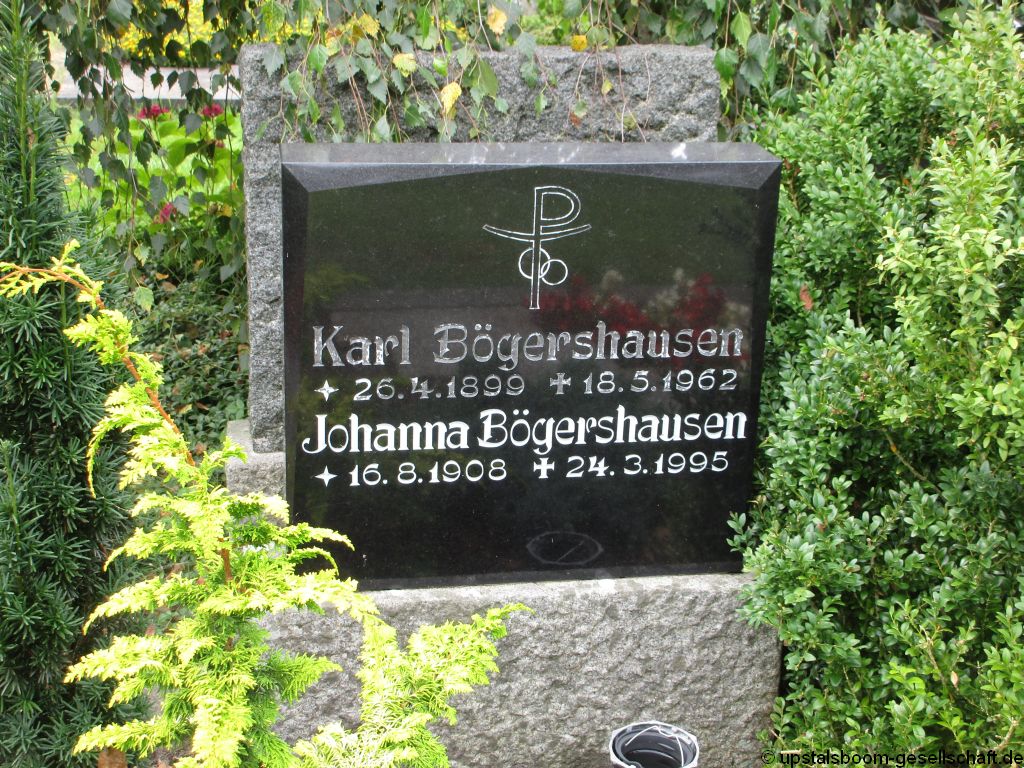 Karl Bögershausen
✦ 26.4.1899 ✠ 18.5.1962
Johanna Bögershausen
✦ 16.8.1908 ✠ 24.3.1995
© upstalsboom-gesellschaft.de